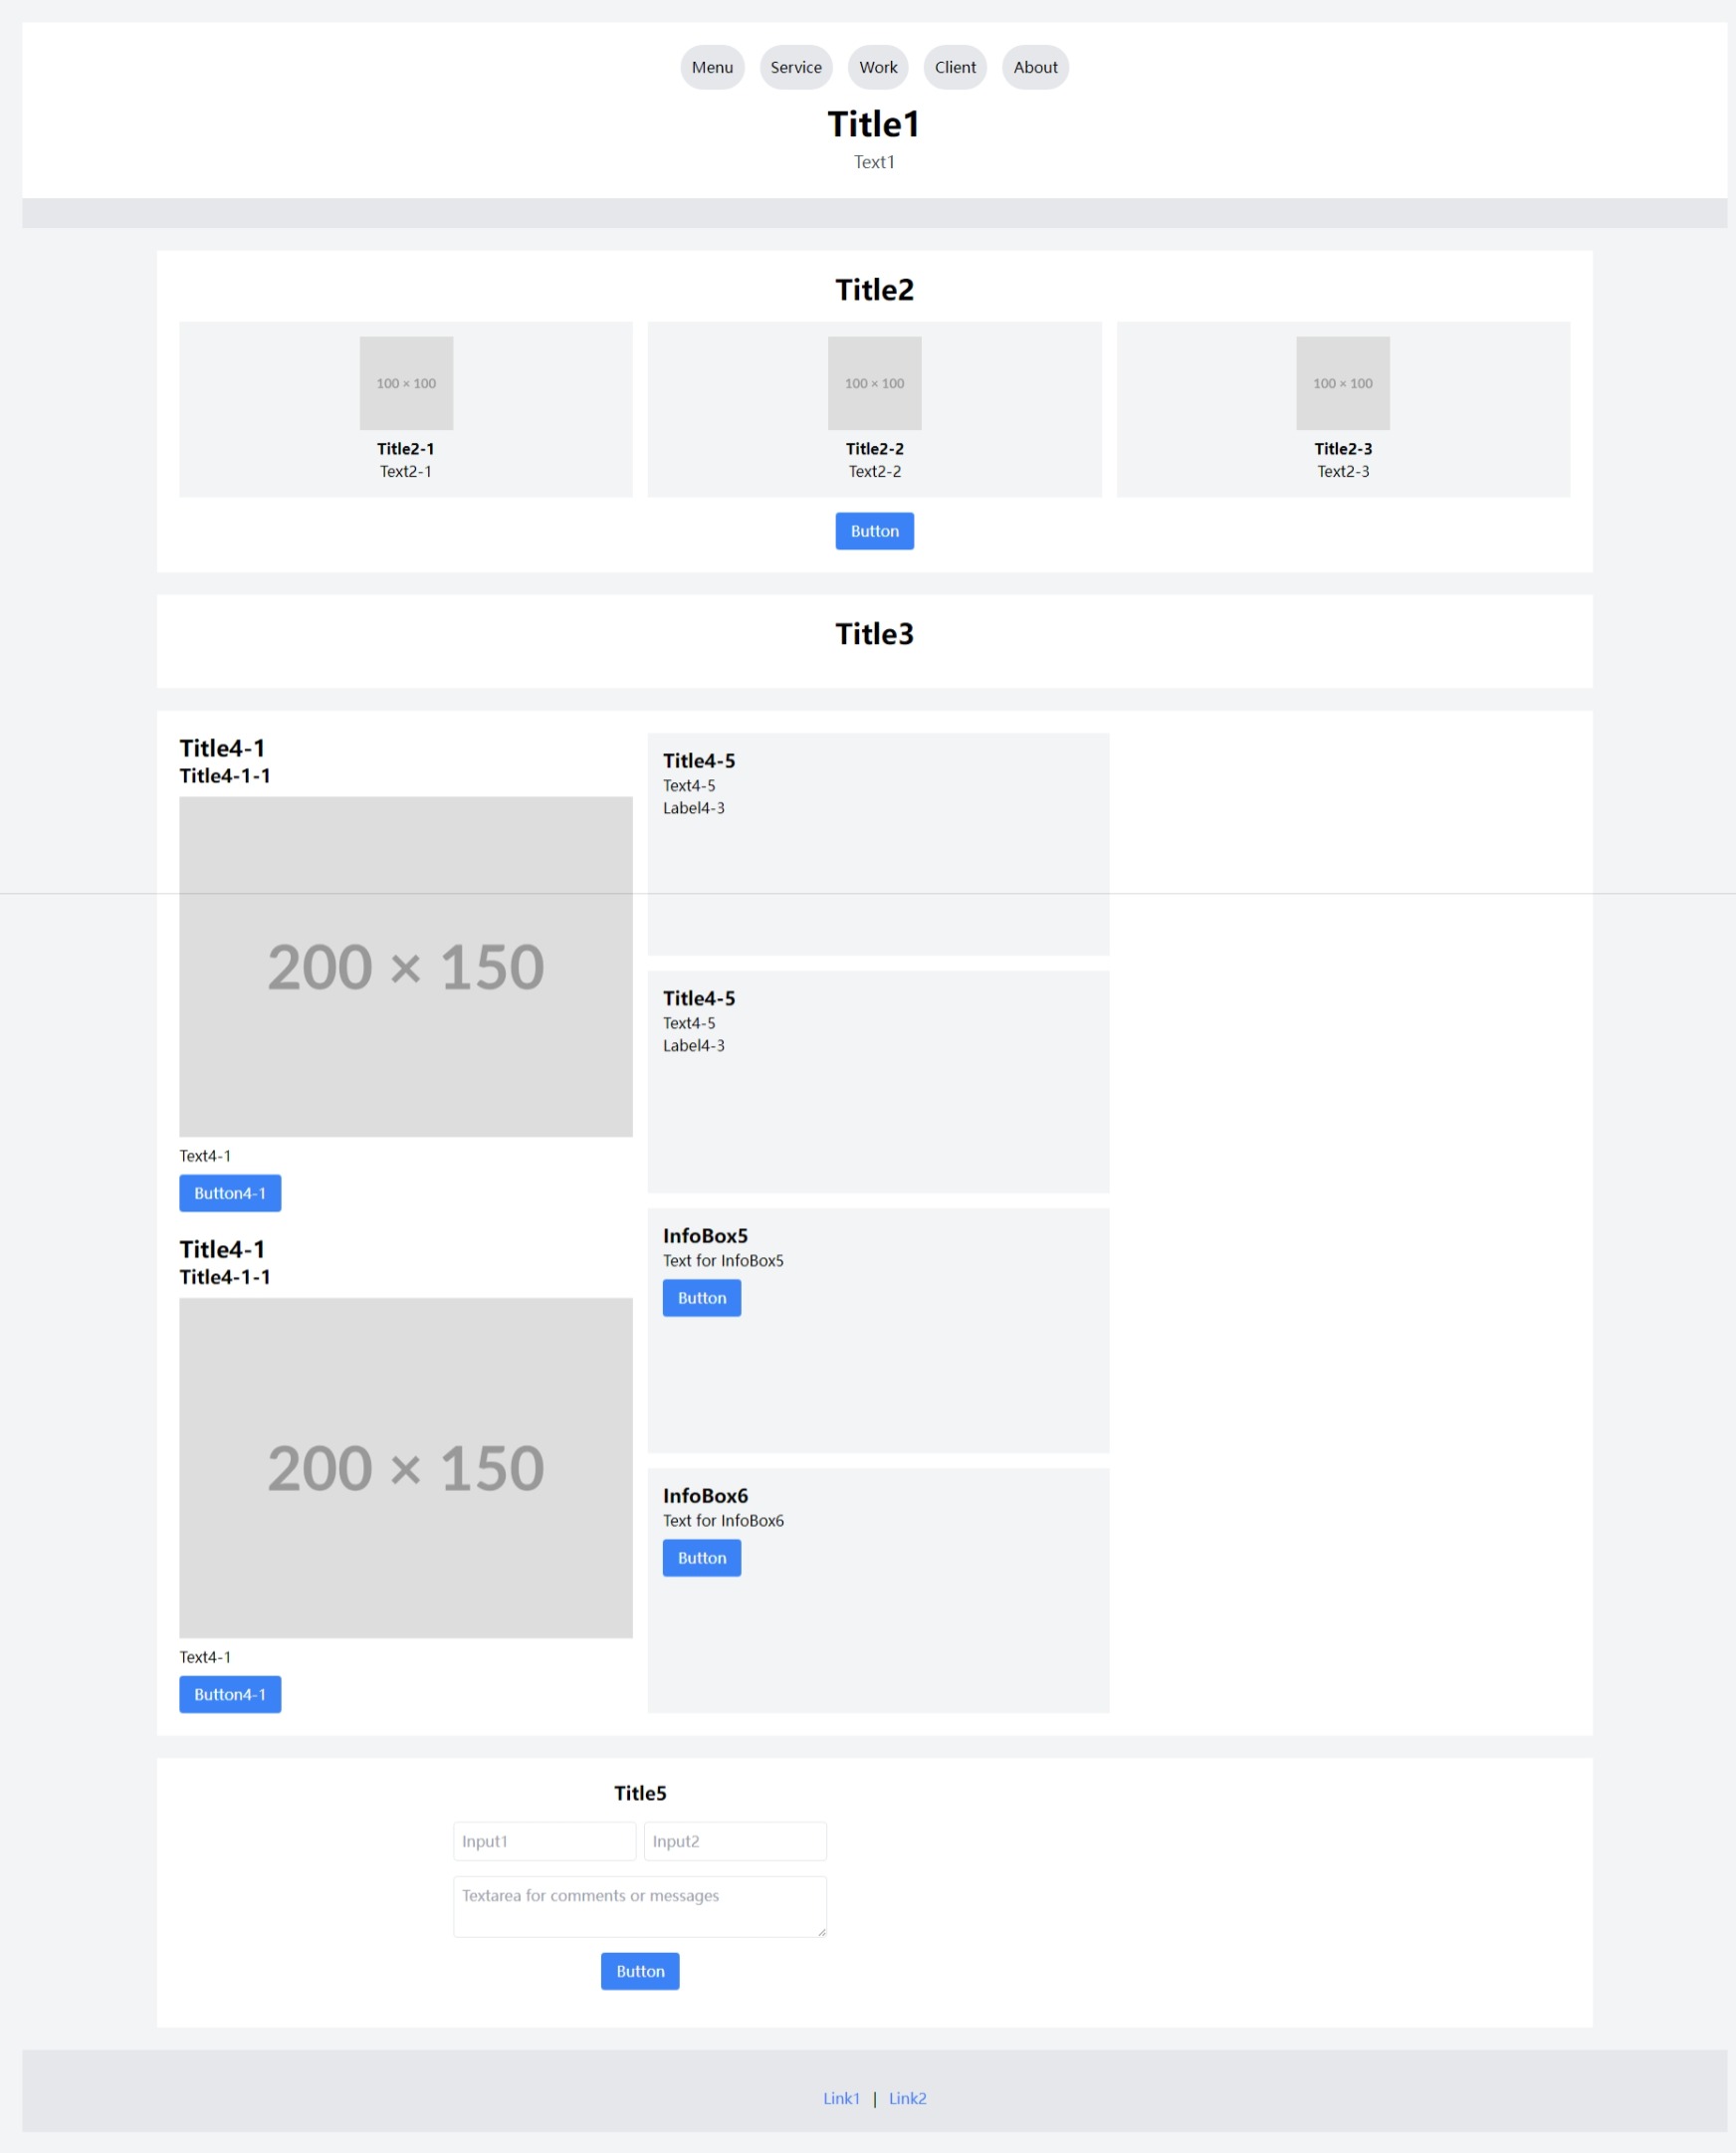 Menu Service Work Client About
Title1
Text1
Title2
100 × 100
Title2-1
Text2-1
100 × 100
Title2-2
Text2-2
100 × 100
Title2-3
Text2-3
Button
Title3
Title4-1
Title4-1-1
200 × 150
Text4-1
Button4-1
Title4-1
Title4-1-1
200 × 150
Text4-1
Button4-1
Title4-5
Text4-5
Label4-3
Title4-5
Text4-5
Label4-3
InfoBox5
Text for InfoBox5
Button
InfoBox6
Text for InfoBox6
Button
Title5
Input1 Input2
Textarea for comments or messages
Button
Link1 | Link2